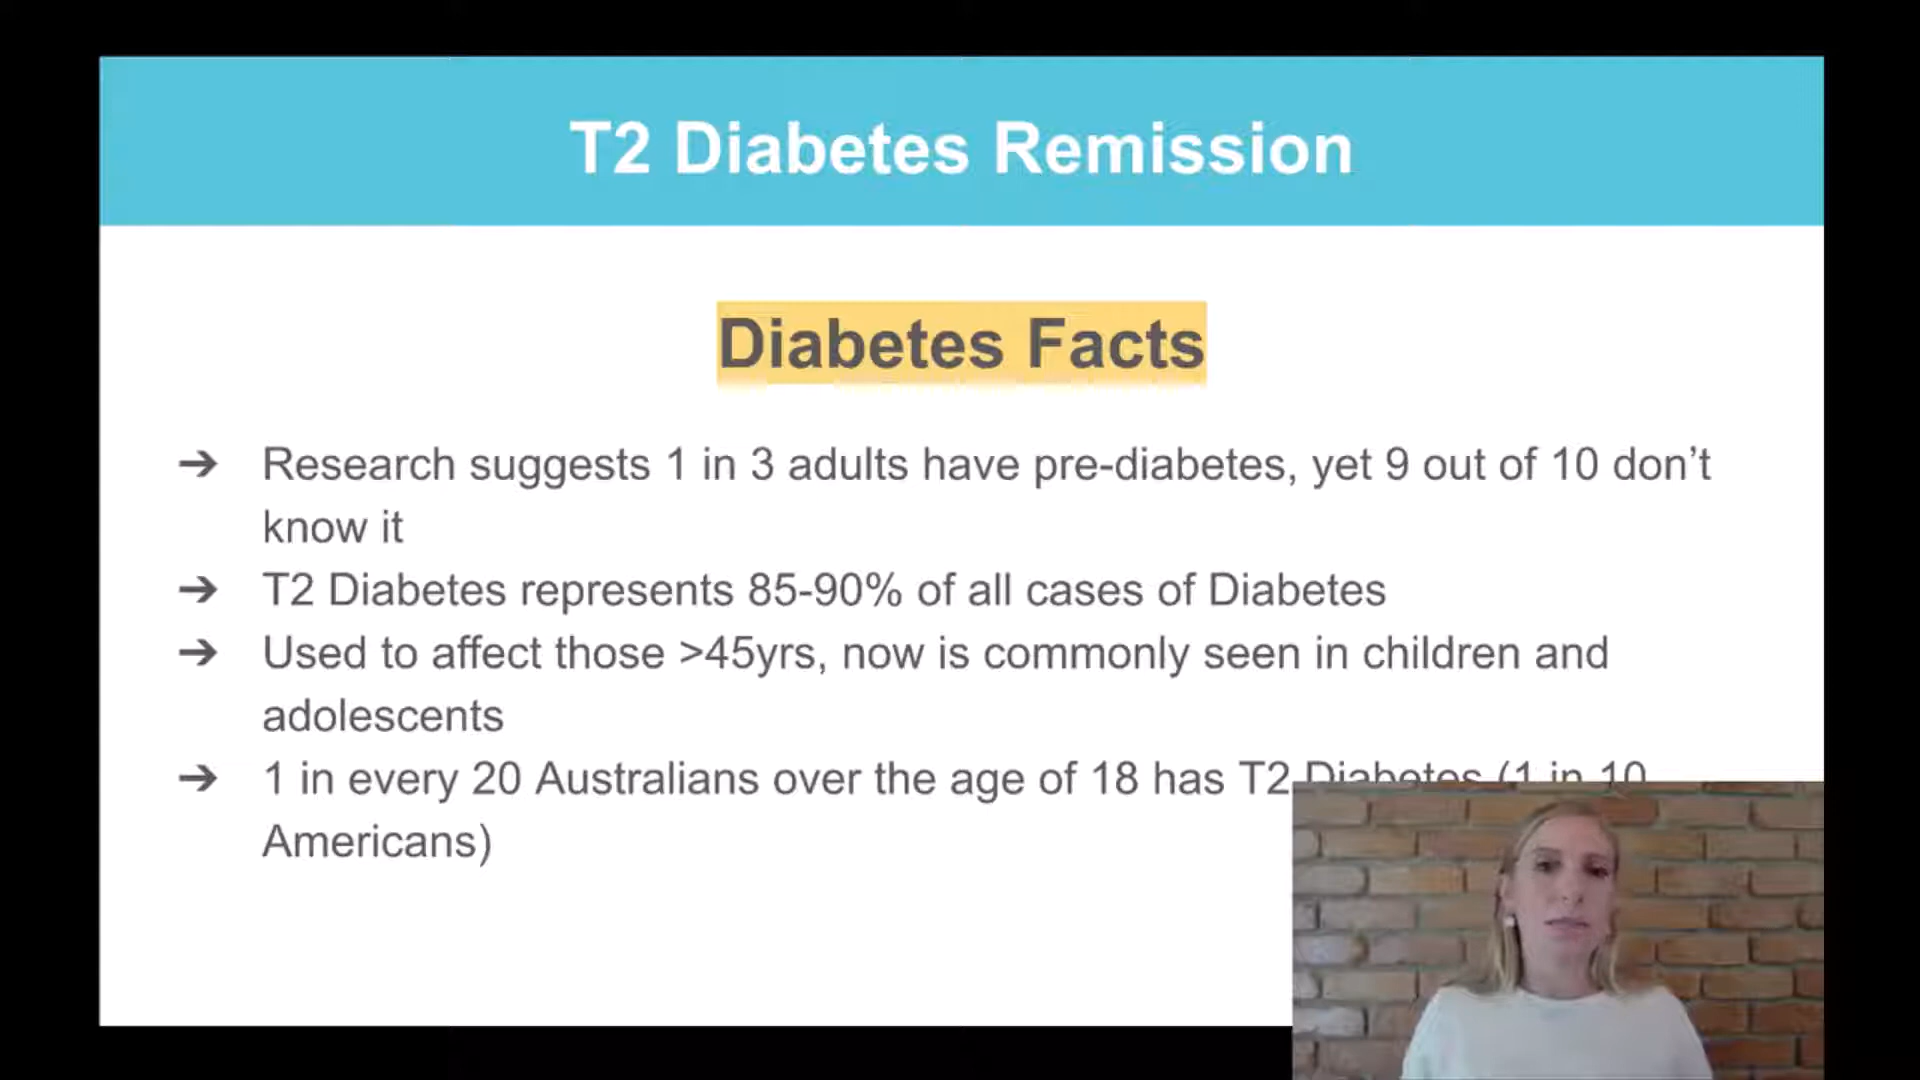 T2 Diabetes Remission
Diabetes Facts
➔ Research suggests 1 in 3 adults have pre-diabetes, yet 9 out of 10 don’t
know it
➔ T2 Diabetes represents 85-90% of all cases of Diabetes
➔ Used to affect those >45yrs, now is commonly seen in children and
adolescents
➔ 1 in every 20 Australians over the age of 18 has T2 Diabetes (1 in 10
Americans)